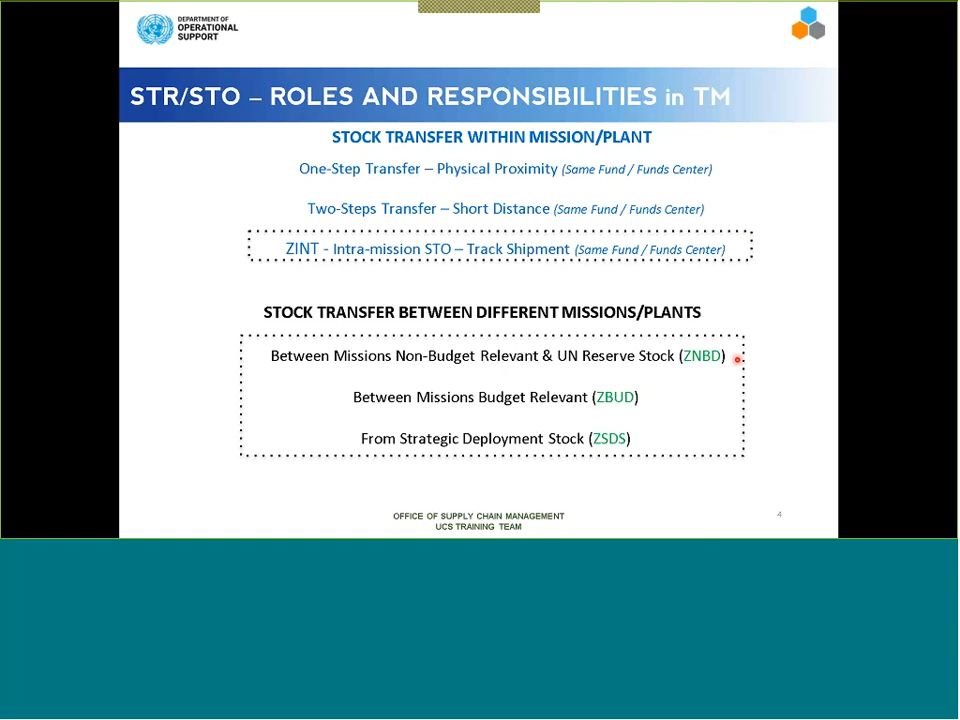 DEPARTMENT OF
OPERATIONAL
SUPPORT
STR/STO – ROLES AND RESPONSIBILITIES in TM
STOCK TRANSFER WITHIN MISSION/PLANT
One-Step Transfer – Physical Proximity (Same Fund / Funds Center)
Two-Steps Transfer – Short Distance (Same Fund / Funds Center)
ZINT - Intra-mission STO – Track Shipment (Same Fund / Funds Center)
STOCK TRANSFER BETWEEN DIFFERENT MISSIONS/PLANTS
Between Missions Non-Budget Relevant & UN Reserve Stock (ZNBD)
Between Missions Budget Relevant (ZBUD)
From Strategic Deployment Stock (ZSDS)
OFFICE OF SUPPLY CHAIN MANAGEMENT
UCS TRAINING TEAM
4